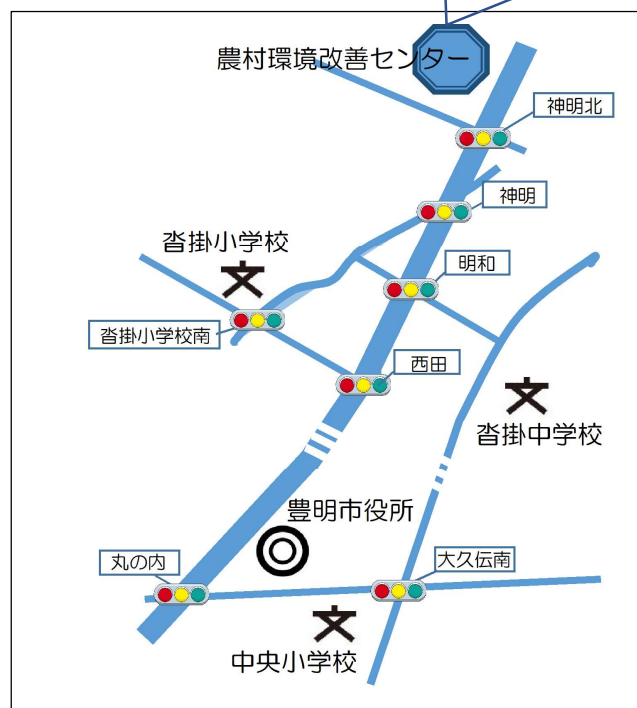 農村環境改善センター
神明北
神明
沓掛小学校
明和
沓掛小学校南
西田
沓掛中学校
豊明市役所
丸の内
大久伝南
中央小学校